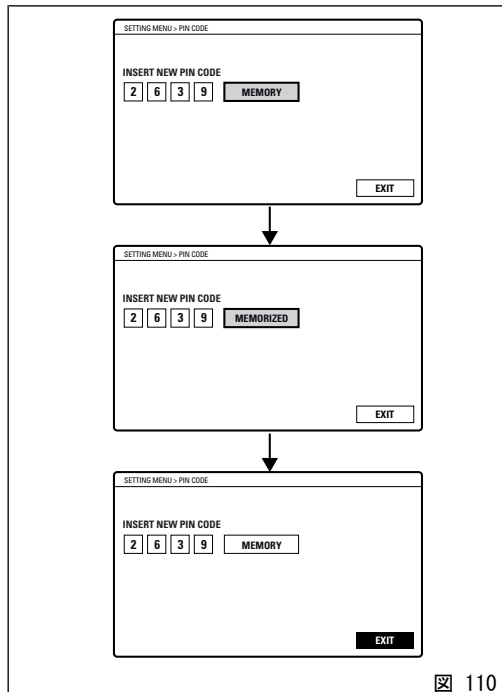 SETTING MENU > PIN CODE
INSERT NEW PIN CODE
2 6 3 9 MEMORY
EXIT
SETTING MENU > PIN CODE
INSERT NEW PIN CODE
2 6 3 9 MEMORIZED
EXIT
SETTING MENU > PIN CODE
INSERT NEW PIN CODE
2 6 3 9 MEMORY
EXIT
図 110